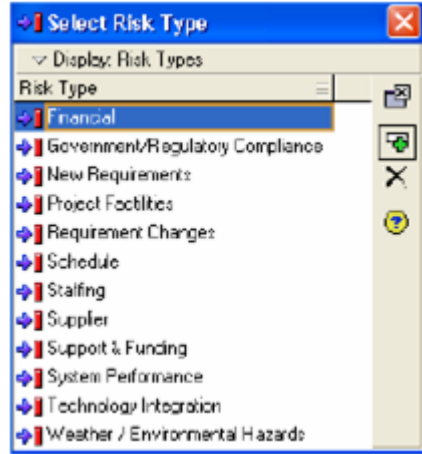 Select Risk Type
Display: Risk Types
Risk Type
Financial
Government/Regulatory Compliance
New Requirements
Project Facilities
Requirement Changes
Schedule
Staffing
Supplier
Support & Funding
System Performance
Technology Integration
Weather / Environmental Hazards